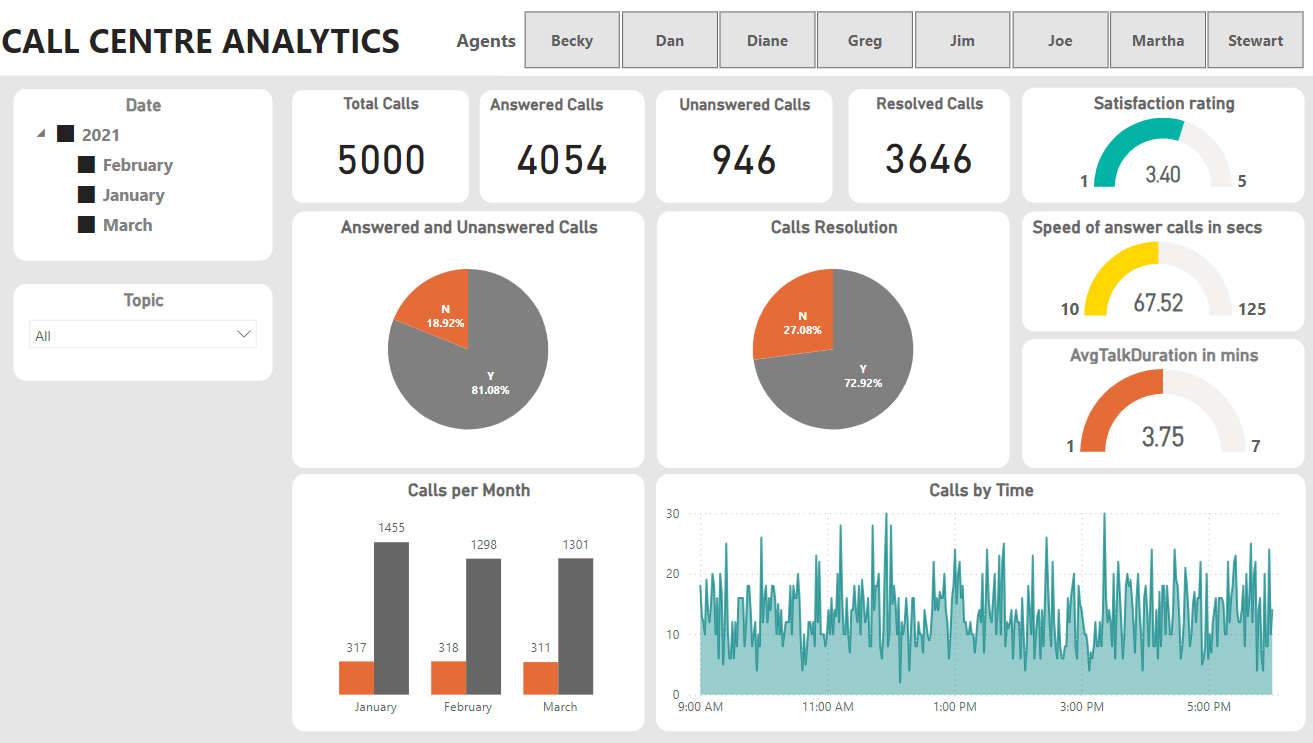 CALL CENTRE ANALYTICS
Agents
Becky
Dan
Diane
Greg
Jim
Joe
Martha
Stewart
Date
2021
February
January
March
Topic
All
Total Calls
5000
Answered Calls
4054
Unanswered Calls
946
Resolved Calls
3646
Satisfaction rating
3.40
1
5
Answered and Unanswered Calls
N
18.92%
Y
81.08%
Calls Resolution
N
27.08%
Y
72.92%
Speed of answer calls in secs
67.52
10
125
AvgTalkDuration in mins
3.75
1
7
Calls per Month
1455
1298
1301
317
318
311
January
February
March
Calls by Time
30
20
10
0
9:00 AM
11:00 AM
1:00 PM
3:00 PM
5:00 PM